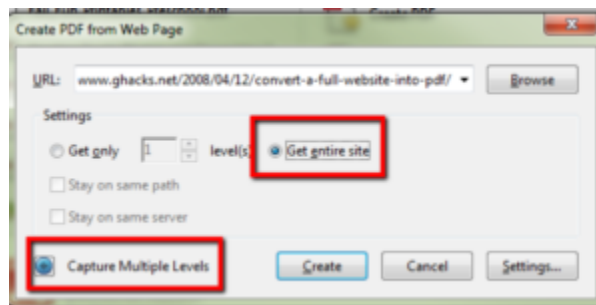 Create PDF from Web Page
URL: www.ghacks.net/2008/04/12/convert-a-full-website-into-pdf/ Browse
Settings
Get only 1 level(s) Get entire site
Stay on same path
Stay on same server
Capture Multiple Levels Create Cancel Settings...